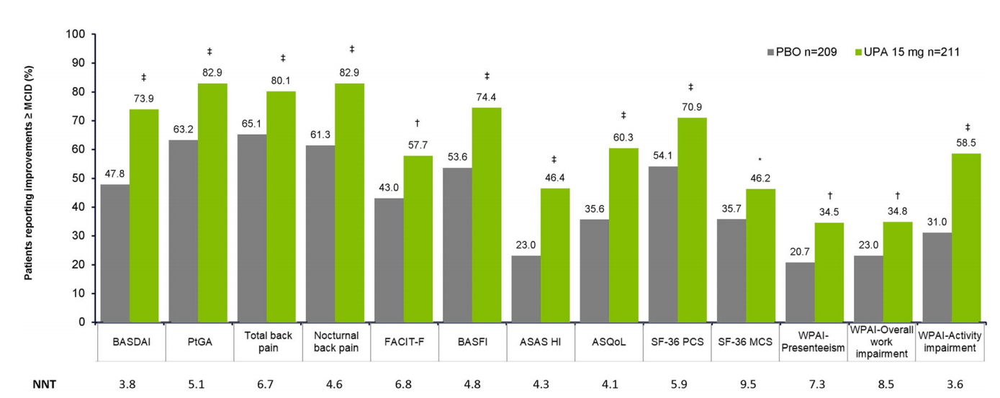 Patients reporting improvements ≥ MCID (%)
100
90
80
70
60
50
40
30
20
10
0
PBO n=209 UPA 15 mg n=211
‡ ‡ ‡ ‡ † ‡ ‡ ‡ ‡ * † † ‡
47.8 73.9 63.2 82.9 65.1 80.1 61.3 82.9 43.0 57.7 53.6 74.4 23.0 46.4 35.6 60.3 54.1 70.9 35.7 46.2 20.7 34.5 23.0 34.8 31.0 58.5
BASDAI
PtGA
Total back
pain
Nocturnal
back pain
FACIT-F
BASFI
ASAS HI
ASQoL
SF-36 PCS
SF-36 MCS
WPAI-
Presenteeism
WPAI-Overall
work
impairment
WPAI-Activity
impairment
NNT 3.8 5.1 6.7 4.6 6.8 4.8 4.3 4.1 5.9 9.5 7.3 8.5 3.6